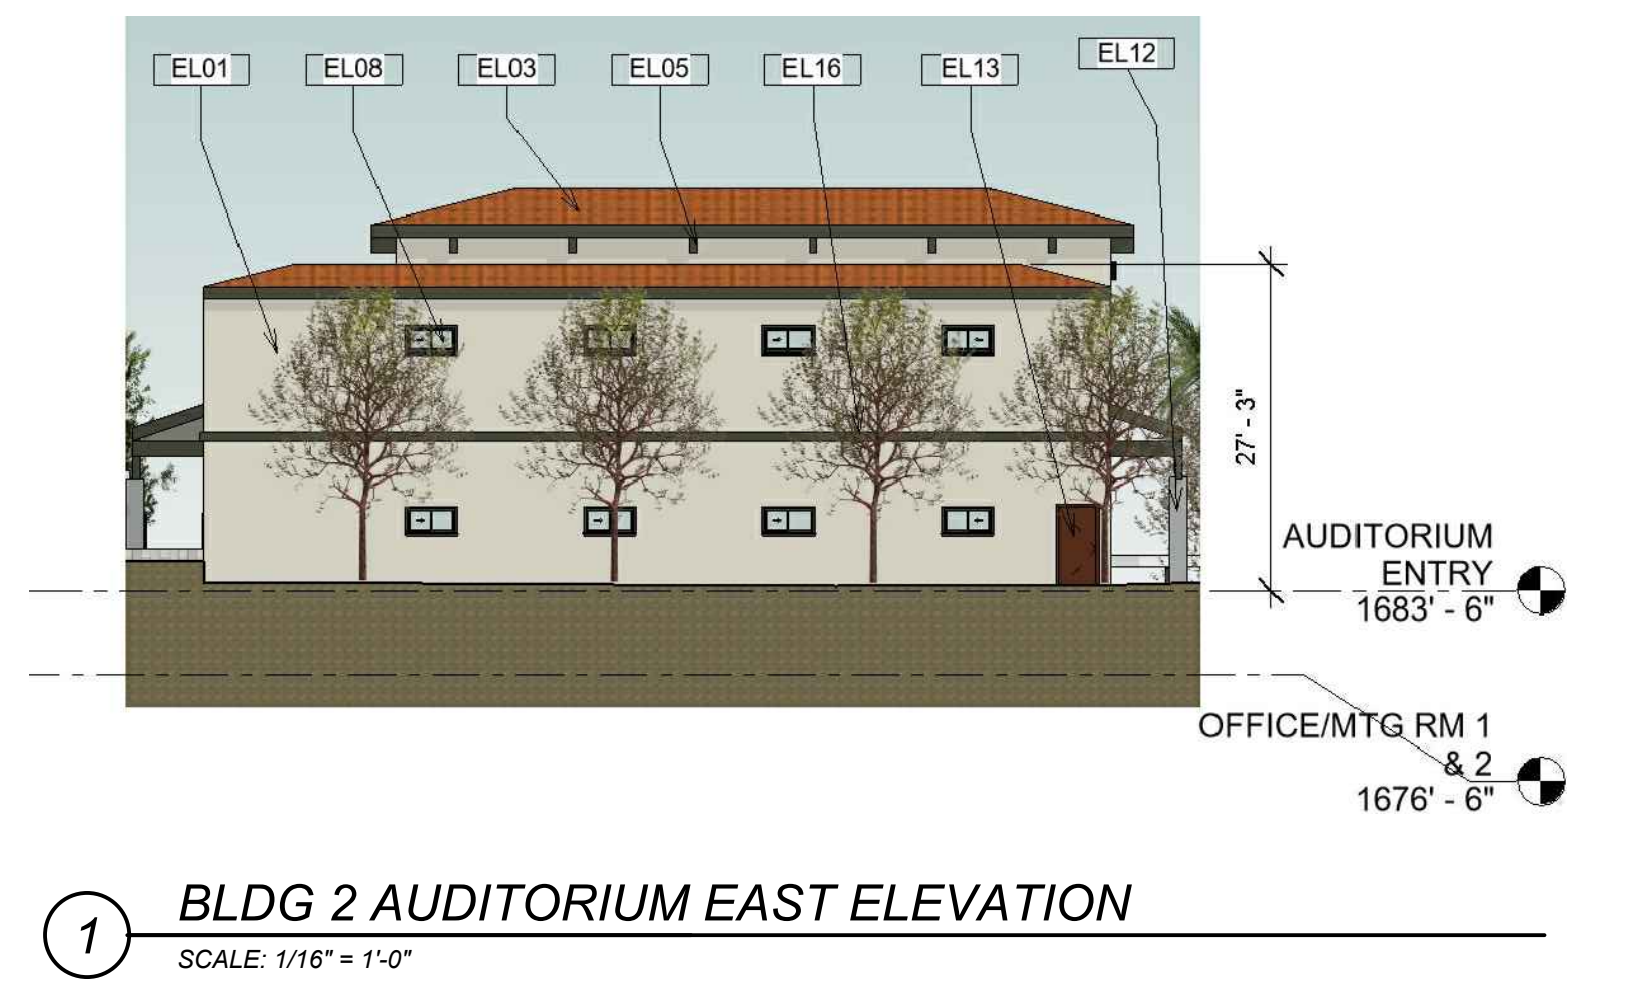 EL01
EL08
EL03
EL05
EL16
EL13
EL12
27' - 3"
AUDITORIUM
ENTRY
1683' - 6"
OFFICE/MTG RM 1
& 2
1676' - 6"
1
BLDG 2 AUDITORIUM EAST ELEVATION
SCALE: 1/16" = 1'-0"